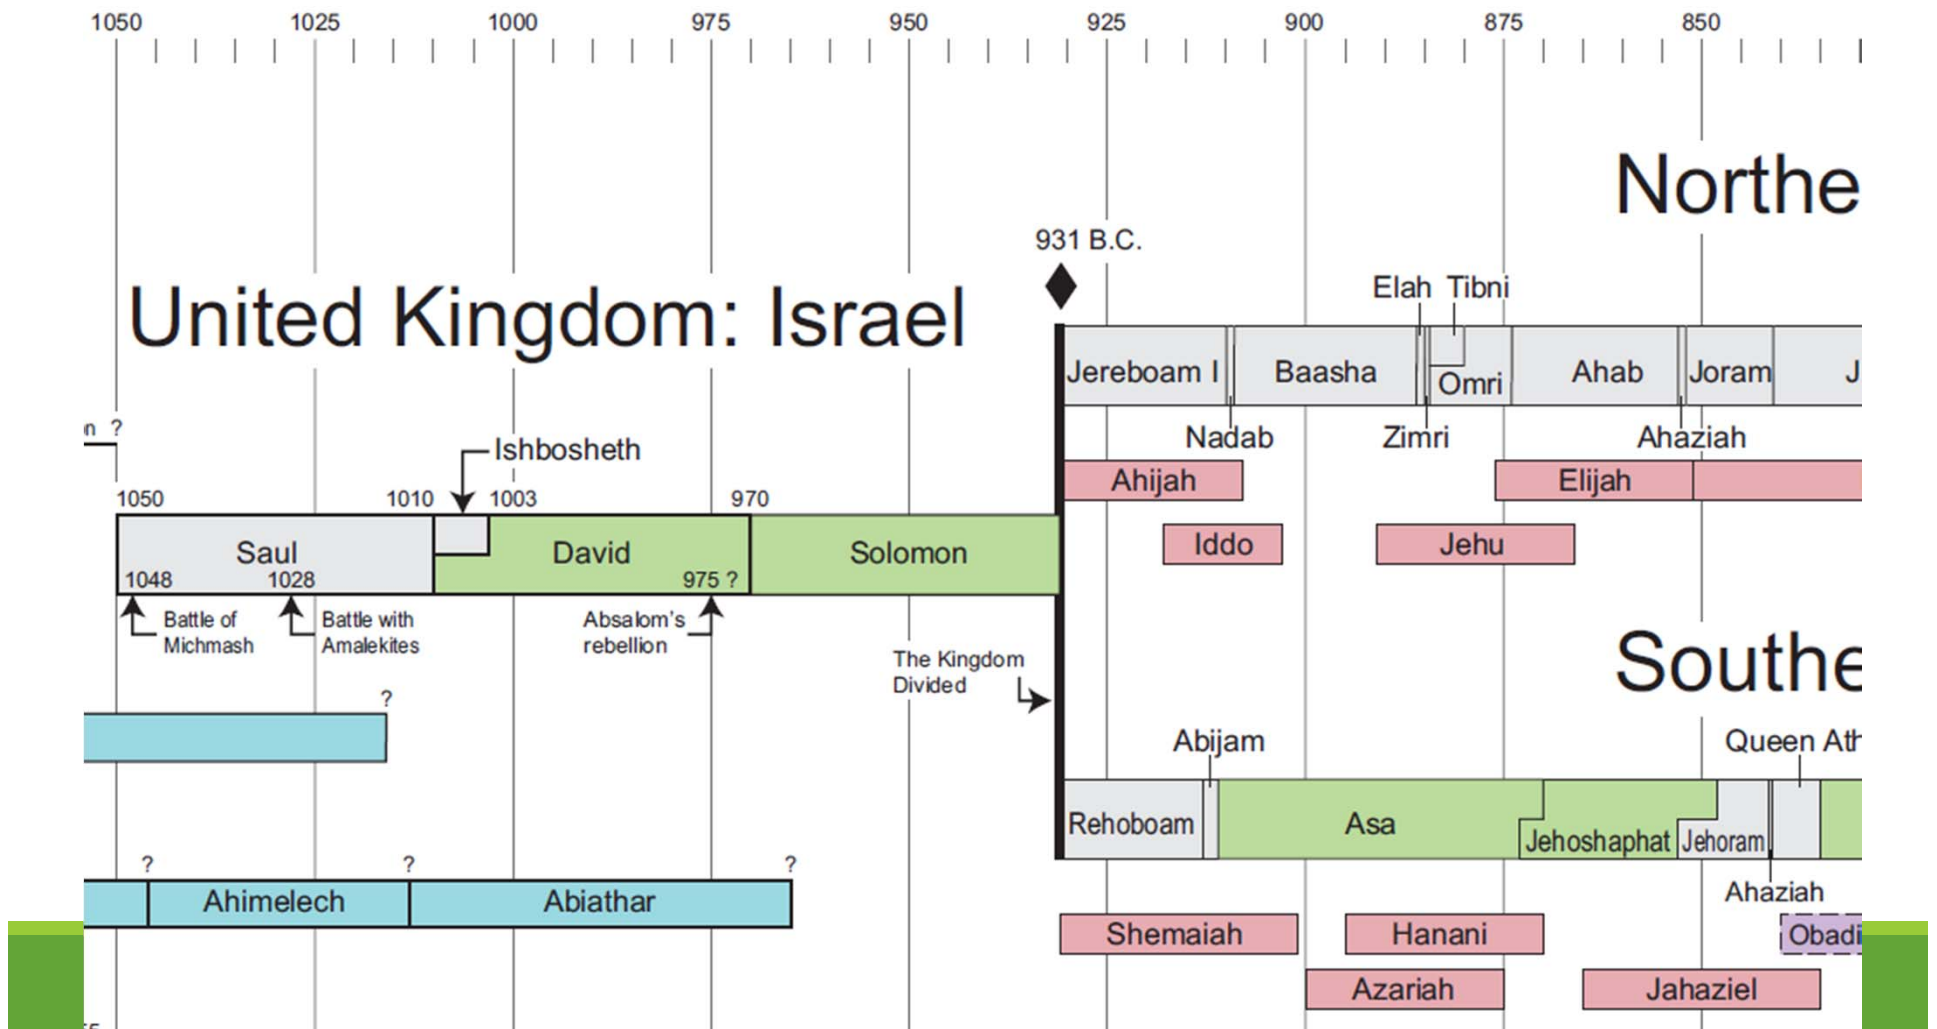 1050 1025 1000 975 950 925 900 875 850
Northe
931 B.C.
United Kingdom: Israel
Elah Tibni
Jereboam I Baasha Omri Ahab Joram J
n ?
Nadab Zimri Ahaziah
Ishbosheth
Ahijah Elijah
1050 1010 1003 970
Iddo Jehu
Saul David Solomon
1048 1028 975 ?
Battle of
Michmash
Battle with
Amalekites
Absalom's
rebellion
The Kingdom
Divided
Southe
?
Abijam Queen Ath
Rehoboam Asa Jehoshaphat Jehoram
? ? ?
Ahimelech Abiathar
Ahaziah
Shemaiah Hanani Obadi
Azariah Jahaziel